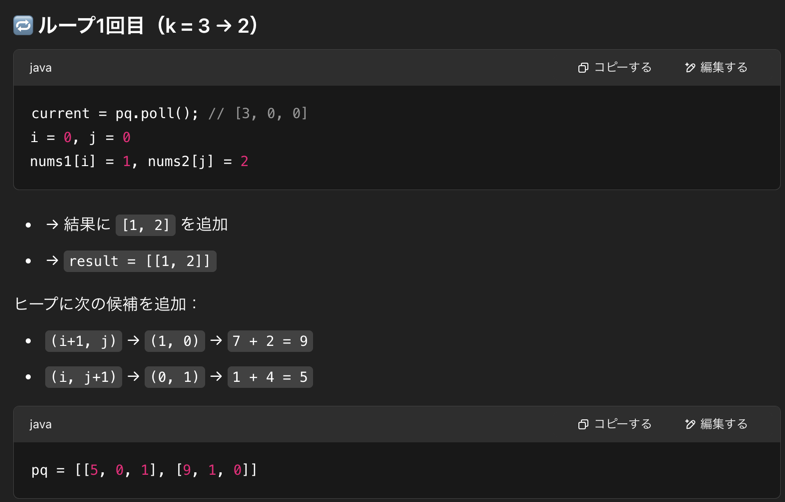 🔁 ループ1回目（k = 3 → 2）
java
コピーする 編集する
current = pq.poll(); // [3, 0, 0]
i = 0, j = 0
nums1[i] = 1, nums2[j] = 2
• → 結果に [1, 2] を追加
• → result = [[1, 2]]
ヒープに次の候補を追加：
• (i+1, j) → (1, 0) → 7 + 2 = 9
• (i, j+1) → (0, 1) → 1 + 4 = 5
java
コピーする 編集する
pq = [[5, 0, 1], [9, 1, 0]]